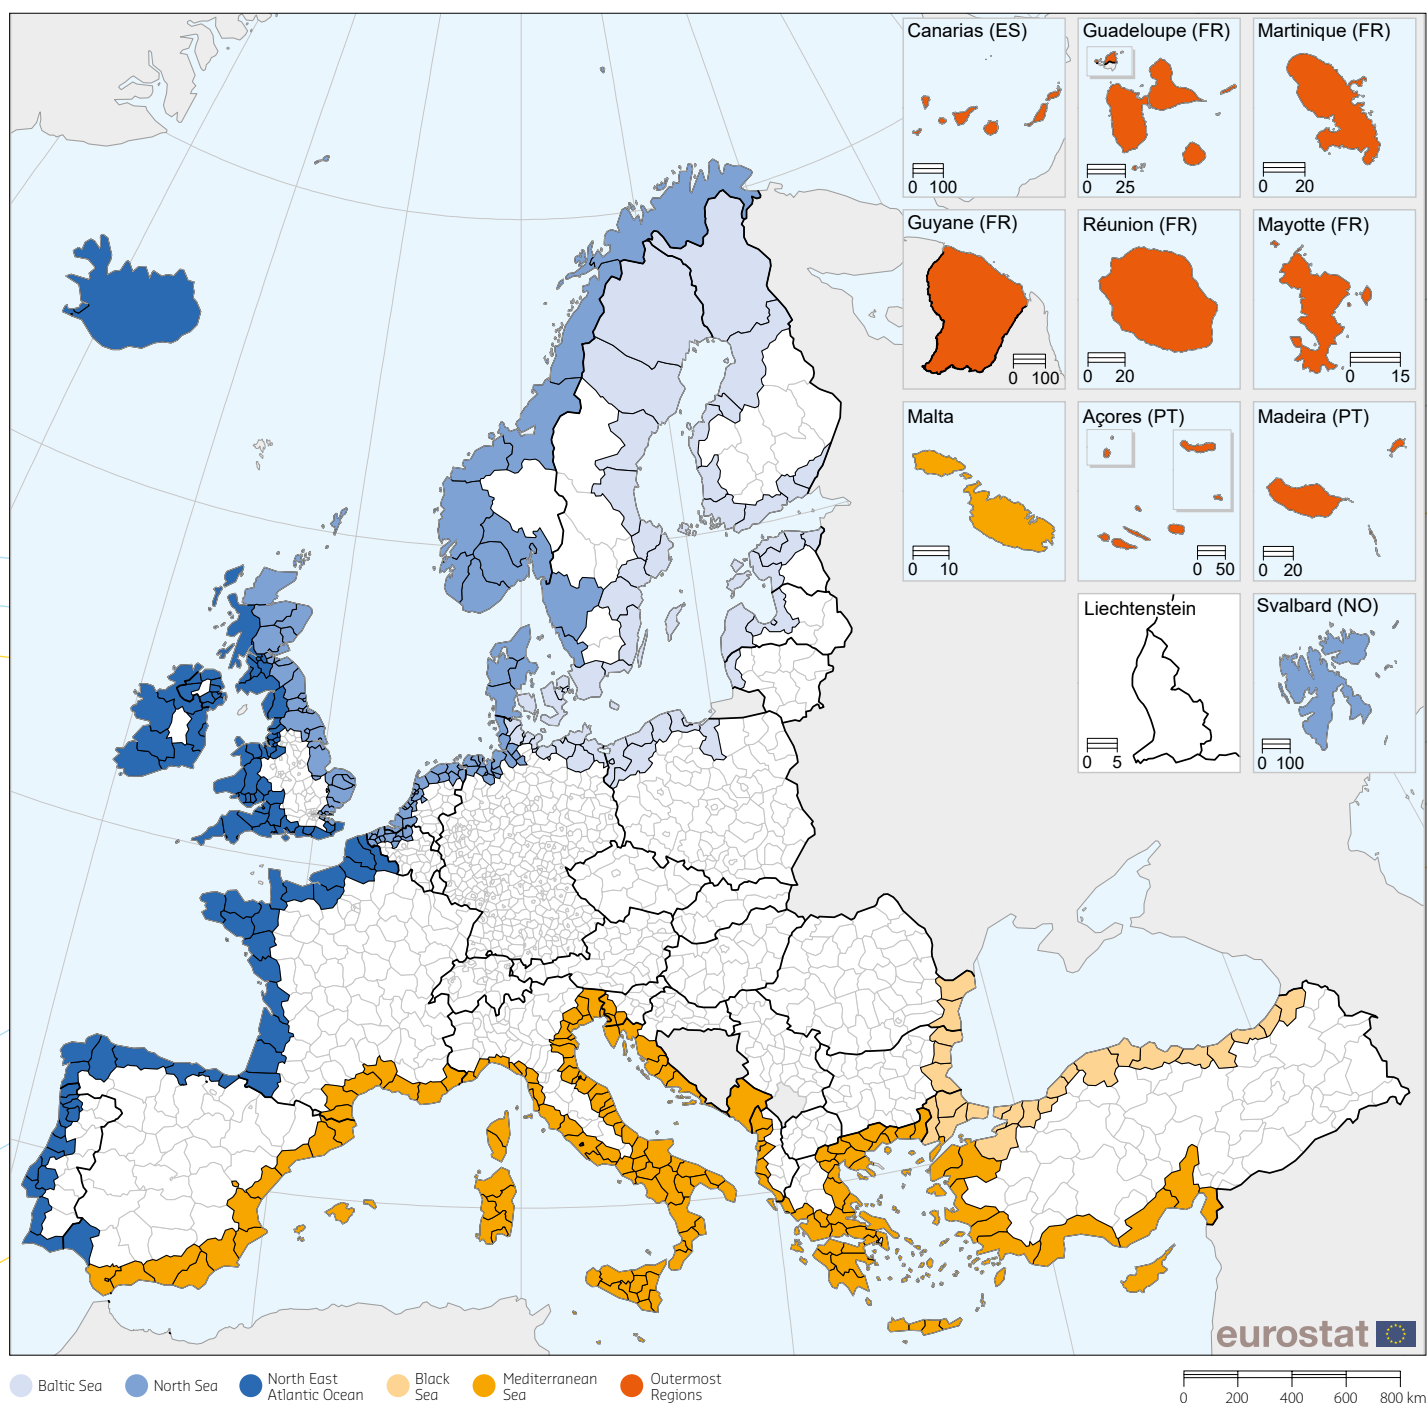 Canarias (ES)
0 100
Guadeloupe (FR)
0 25
Martinique (FR)
0 20
Guyane (FR)
0 100
Réunion (FR)
0 20
Mayotte (FR)
0 15
Malta
0 10
Açores (PT)
0 50
Madeira (PT)
0 20
Liechtenstein
0 5
Svalbard (NO)
0 100
eurostat
Baltic Sea
North Sea
North East
Atlantic Ocean
Black
Sea
Mediterranean
Sea
Outermost
Regions
0 200 400 600 800 km